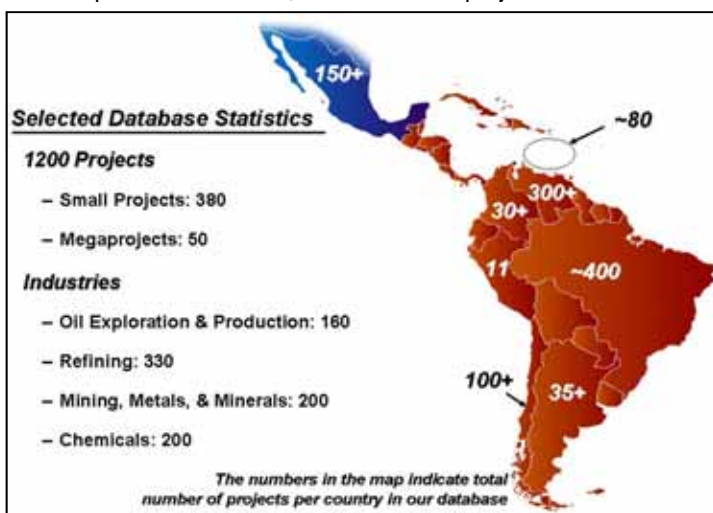 150+
~80
Selected Database Statistics
1200 Projects
– Small Projects: 380
– Megaprojects: 50
Industries
– Oil Exploration & Production: 160
– Refining: 330
– Mining, Metals, & Minerals: 200
– Chemicals: 200
300+
30+
11
~400
100+
35+
The numbers in the map indicate total
number of projects per country in our database